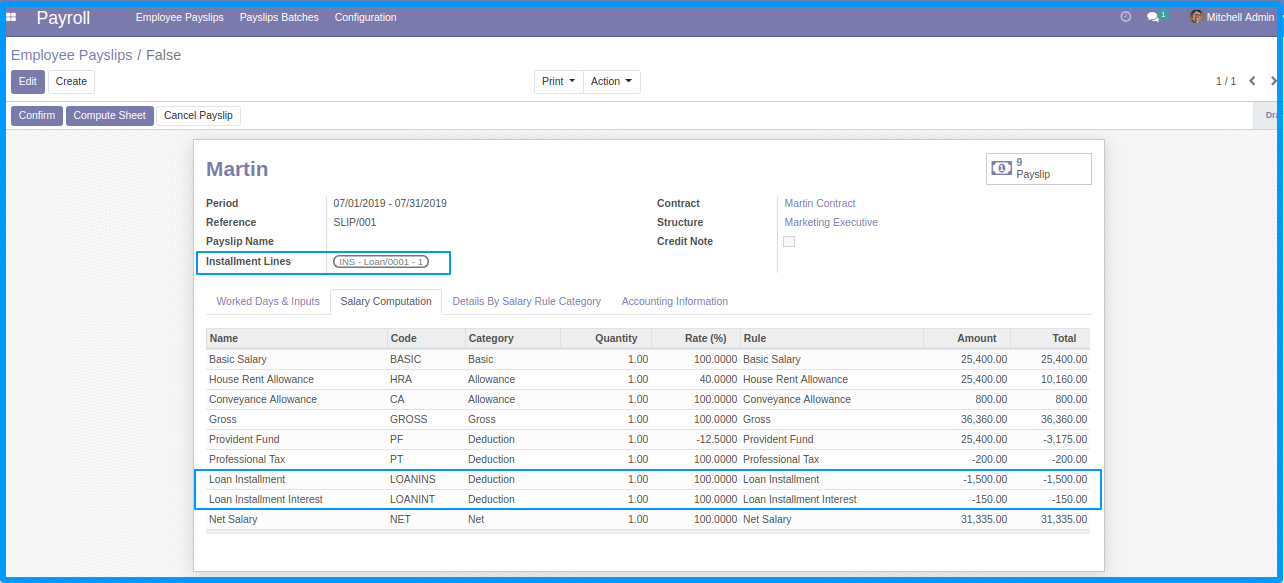 Payroll Employee Payslips Payslips Batches Configuration 1 Mitchell Admin
Employee Payslips / False
Edit Create Print Action 1 / 1
Confirm Compute Sheet Cancel Payslip
Martin
9
Payslip
Period 07/01/2019 - 07/31/2019 Contract Martin Contract
Reference SLIP/001 Structure Marketing Executive
Payslip Name Credit Note
Installment Lines INS - Loan/0001 - 1
Worked Days & Inputs Salary Computation Details By Salary Rule Category Accounting Information
Name Code Category Quantity Rate (%) Rule Amount Total
Basic Salary BASIC Basic 1.00 100.0000 Basic Salary 25,400.00 25,400.00
House Rent Allowance HRA Allowance 1.00 40.0000 House Rent Allowance 25,400.00 10,160.00
Conveyance Allowance CA Allowance 1.00 100.0000 Conveyance Allowance 800.00 800.00
Gross GROSS Gross 1.00 100.0000 Gross 36,360.00 36,360.00
Provident Fund PF Deduction 1.00 -12.5000 Provident Fund 25,400.00 -3,175.00
Professional Tax PT Deduction 1.00 100.0000 Professional Tax -200.00 -200.00
Loan Installment LOANINS Deduction 1.00 100.0000 Loan Installment -1,500.00 -1,500.00
Loan Installment Interest LOANINT Deduction 1.00 100.0000 Loan Installment Interest -150.00 -150.00
Net Salary NET Net 1.00 100.0000 Net Salary 31,335.00 31,335.00